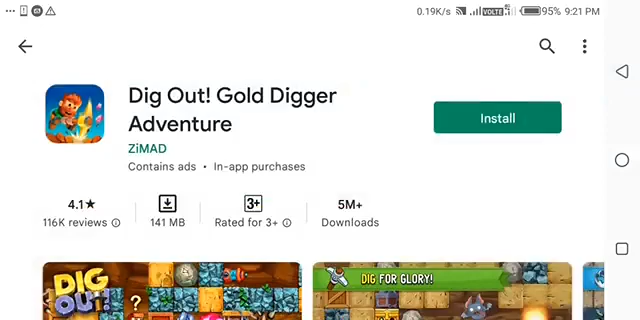 0.19K/s VOLTE 95% 9:21 PM
Dig Out! Gold Digger
Adventure
Install
ZiMAD
Contains ads • In-app purchases
4.1★
116K reviews
141 MB
3+
Rated for 3+
5M+
Downloads
DIG
OUT!
?
DIG FOR GLORY!